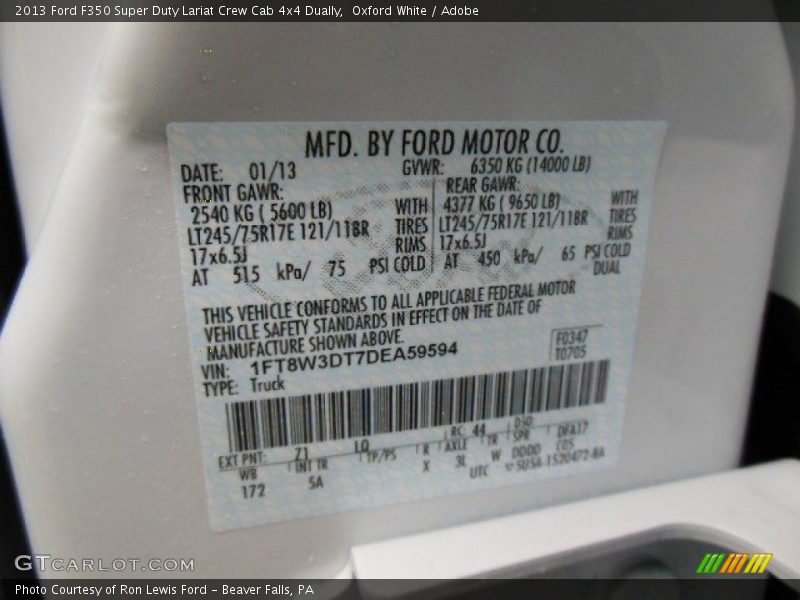 2013 Ford F350 Super Duty Lariat Crew Cab 4x4 Dually, Oxford White / Adobe
MFD. BY FORD MOTOR CO.
DATE: 01/13 GVWR: 6350 KG (14000 LB)
FRONT GAWR: REAR GAWR:
2540 KG ( 5600 LB) WITH 4377 KG ( 9650 LB) WITH
LT245/75R17E 121/118R TIRES LT245/75R17E 121/118R TIRES
17x6.5J RIMS 17x6.5J RIMS
AT 515 kPa/ 75 PSI COLD AT 450 kPa/ 65 PSI COLD
DUAL
THIS VEHICLE CONFORMS TO ALL APPLICABLE FEDERAL MOTOR
VEHICLE SAFETY STANDARDS IN EFFECT ON THE DATE OF
MANUFACTURE SHOWN ABOVE.
F0347
T0705
VIN: 1FT8W3DT7DEA59594
TYPE: Truck
EXT PNT: Z1 LQ RC: 44 DSO:
WB INT TR TP/PS R AXLE TR SPR DFA37
172 5A X 3L W DDDD C05
UTC ▽SUSA-1520472-BA
GTCARLOT.COM
Photo Courtesy of Ron Lewis Ford - Beaver Falls, PA